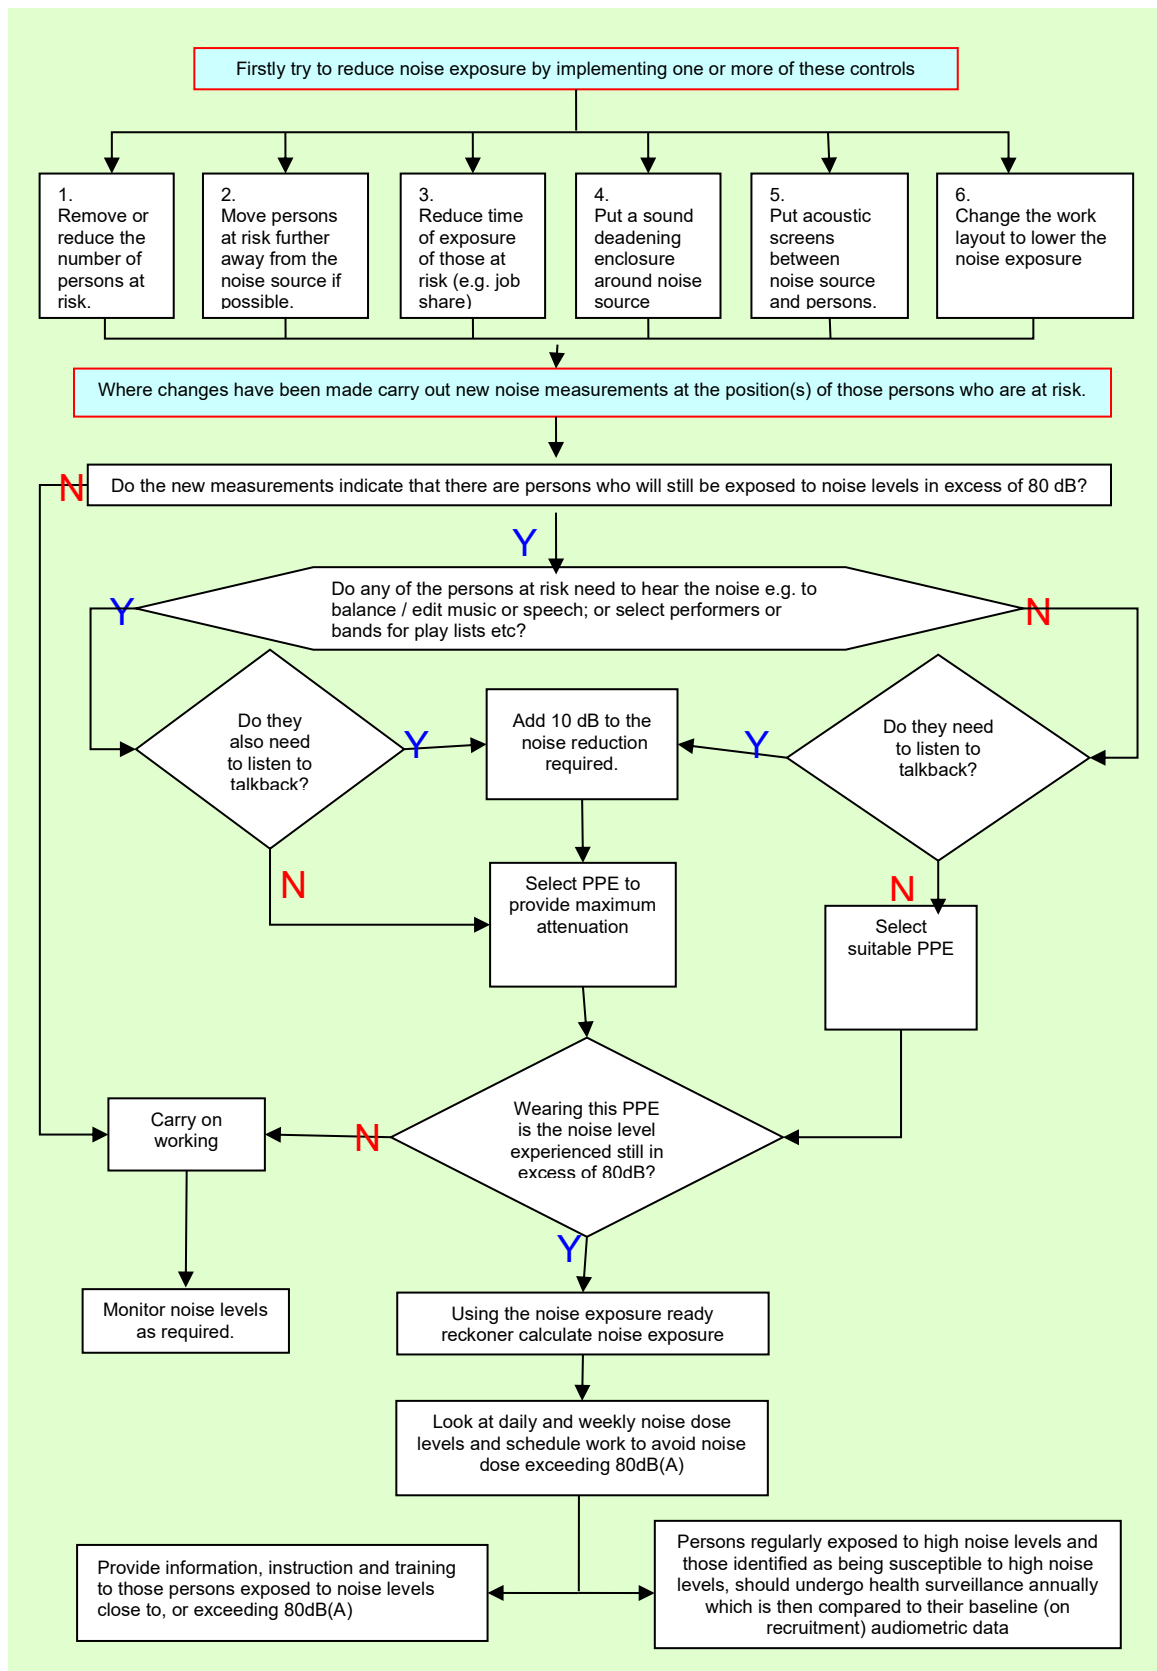 Firstly try to reduce noise exposure by implementing one or more of these controls
1.
Remove or
reduce the
number of
persons at
risk.
2.
Move persons
at risk further
away from the
noise source if
possible.
3.
Reduce time
of exposure
of those at
risk (e.g. job
share)
4.
Put a sound
deadening
enclosure
around noise
source
5.
Put acoustic
screens
between
noise source
and persons.
6.
Change the work
layout to lower the
noise exposure
Where changes have been made carry out new noise measurements at the position(s) of those persons who are at risk.
N
Do the new measurements indicate that there are persons who will still be exposed to noise levels in excess of 80 dB?
Y
Do any of the persons at risk need to hear the noise e.g. to
balance / edit music or speech; or select performers or
bands for play lists etc?
Y
N
Do they
also need
to listen to
talkback?
Y
Add 10 dB to the
noise reduction
required.
Y
Do they need
to listen to
talkback?
N
Select PPE to
provide maximum
attenuation
N
Select
suitable PPE
Carry on
working
N
Wearing this PPE
is the noise level
experienced still in
excess of 80dB?
Y
Monitor noise levels
as required.
Using the noise exposure ready
reckoner calculate noise exposure
Look at daily and weekly noise dose
levels and schedule work to avoid noise
dose exceeding 80dB(A)
Provide information, instruction and training
to those persons exposed to noise levels
close to, or exceeding 80dB(A)
Persons regularly exposed to high noise levels and
those identified as being susceptible to high noise
levels, should undergo health surveillance annually
which is then compared to their baseline (on
recruitment) audiometric data